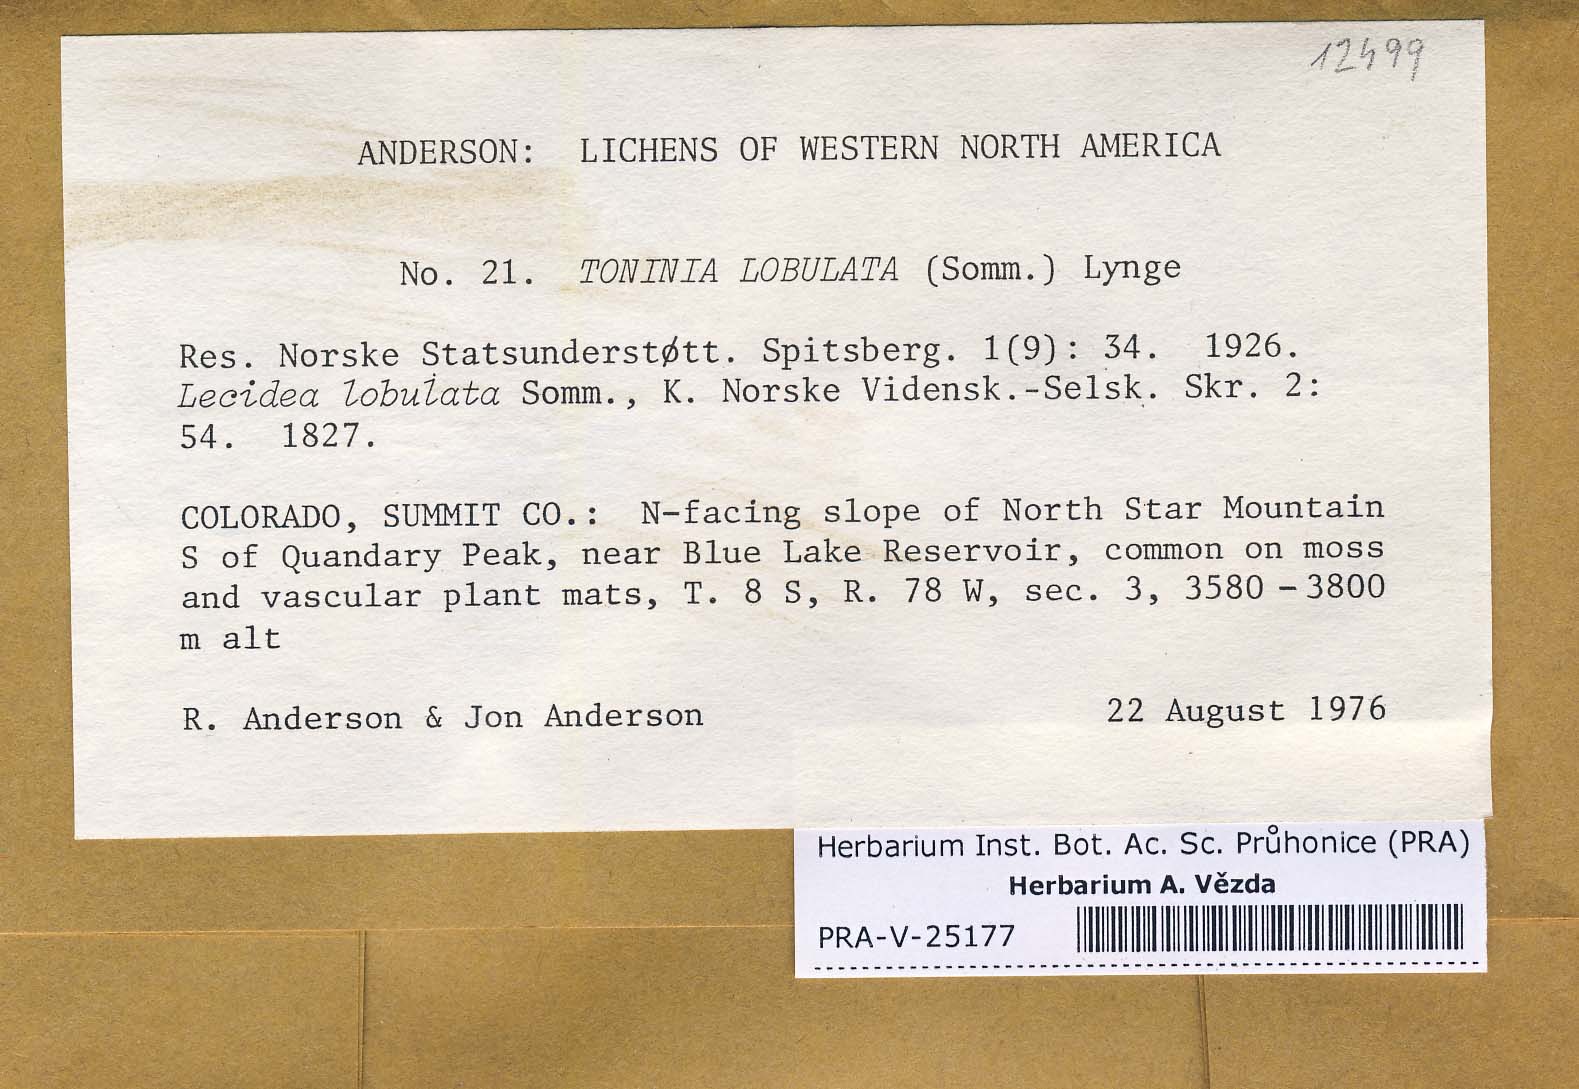 12499
ANDERSON: LICHENS OF WESTERN NORTH AMERICA
No. 21. TONINIA LOBULATA (Somm.) Lynge
Res. Norske Statsunderstøtt. Spitsberg. 1(9): 34. 1926.
Lecidea lobulata Somm., K. Norske Vidensk.-Selsk. Skr. 2:
54. 1827.
COLORADO, SUMMIT CO.: N-facing slope of North Star Mountain
S of Quandary Peak, near Blue Lake Reservoir, common on moss
and vascular plant mats, T. 8 S, R. 78 W, sec. 3, 3580 - 3800
m alt
R. Anderson & Jon Anderson 22 August 1976
Herbarium Inst. Bot. Ac. Sc. Průhonice (PRA)
Herbarium A. Vězda
PRA-V-25177